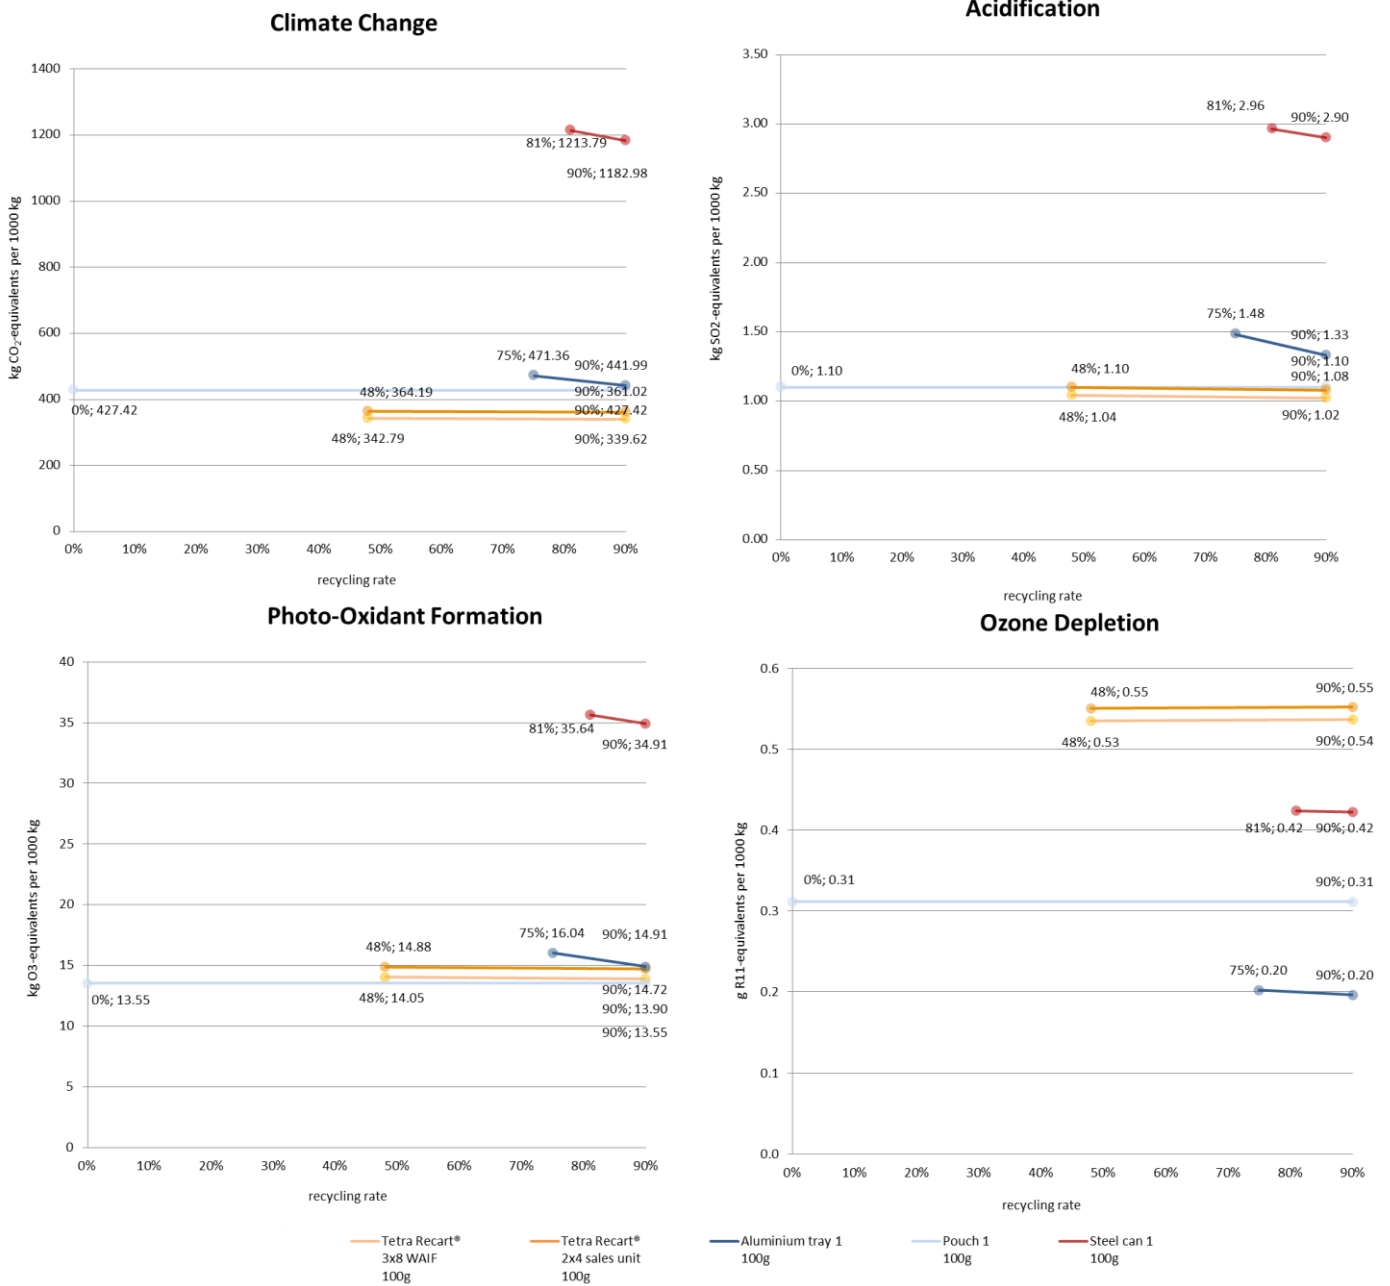 Climate Change
1400
1200
1000
800
600
400
200
0
kg CO₂-equivalents per 1000 kg
81%; 1213.79
90%; 1182.98
75%; 471.36
90%; 441.99
48%; 364.19
90%; 361.02
0%; 427.42
90%; 427.42
48%; 342.79
90%; 339.62
0% 10% 20% 30% 40% 50% 60% 70% 80% 90%
recycling rate
Acidification
3.50
3.00
2.50
2.00
1.50
1.00
0.50
0.00
kg SO2-equivalents per 1000 kg
81%; 2.96
90%; 2.90
75%; 1.48
90%; 1.33
90%; 1.10
0%; 1.10
48%; 1.10
90%; 1.08
48%; 1.04
90%; 1.02
0% 10% 20% 30% 40% 50% 60% 70% 80% 90%
recycling rate
Photo-Oxidant Formation
40
35
30
25
20
15
10
5
0
kg O3-equivalents per 1000 kg
81%; 35.64
90%; 34.91
75%; 16.04
90%; 14.91
48%; 14.88
90%; 14.72
0%; 13.55
48%; 14.05
90%; 13.90
90%; 13.55
0% 10% 20% 30% 40% 50% 60% 70% 80% 90%
recycling rate
Ozone Depletion
0.6
0.5
0.4
0.3
0.2
0.1
0.0
g R11-equivalents per 1000 kg
48%; 0.55
90%; 0.55
48%; 0.53
90%; 0.54
81%; 0.42
90%; 0.42
0%; 0.31
90%; 0.31
75%; 0.20
90%; 0.20
0% 10% 20% 30% 40% 50% 60% 70% 80% 90%
recycling rate
Tetra Recart®
3x8 WAIF
100g
Tetra Recart®
2x4 sales unit
100g
Aluminium tray 1
100g
Pouch 1
100g
Steel can 1
100g